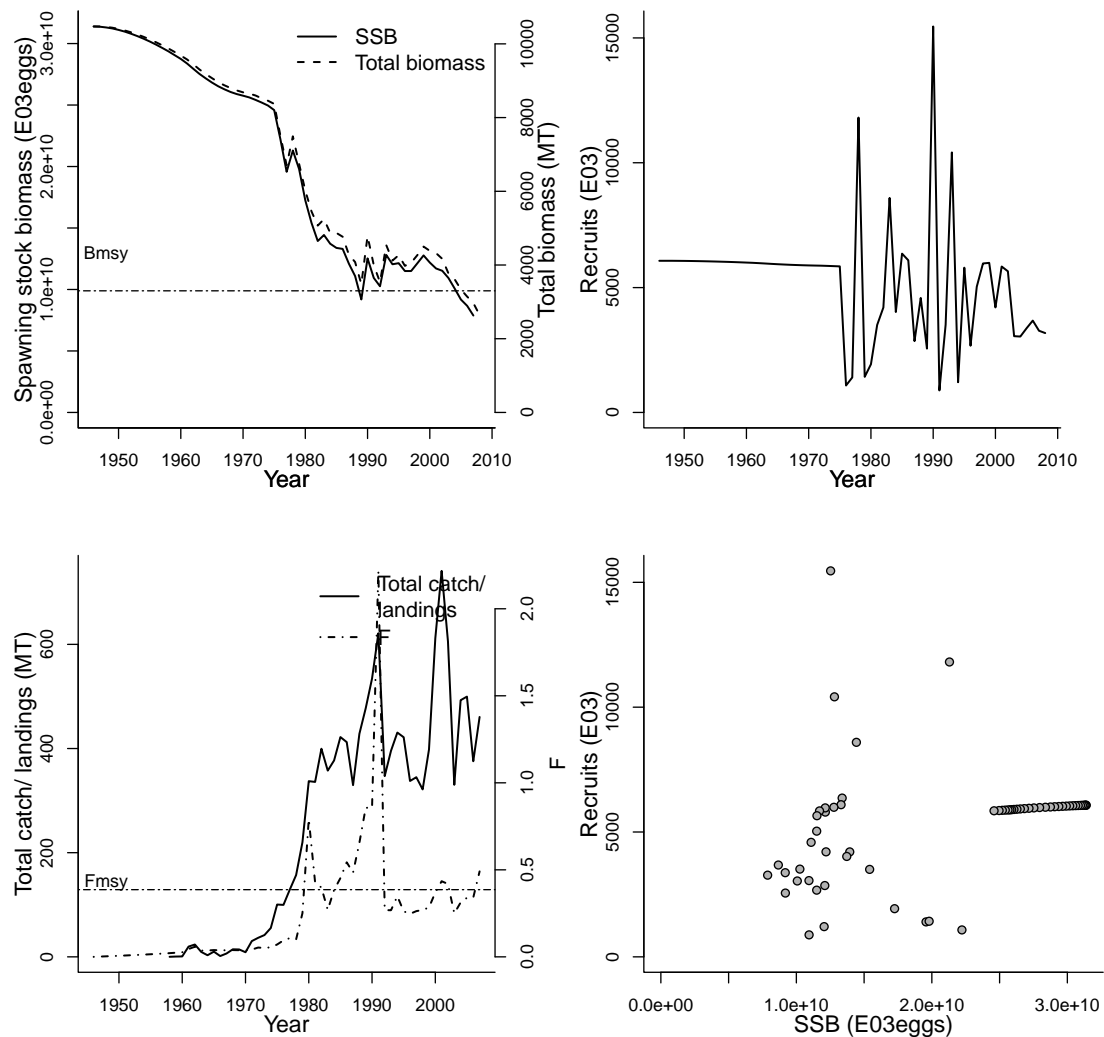 SSB
Total biomass
Spawning stock biomass (E03eggs)
0.0e+00
1.0e+10
2.0e+10
3.0e+10
Bmsy
Total biomass (MT)
0
2000
4000
6000
8000
10000
1950 1960 1970 1980 1990 2000 2010
Year
Recruits (E03)
0
5000
10000
15000
1950 1960 1970 1980 1990 2000 2010
Year
Total catch/
landings
F
Total catch/ landings (MT)
0
200
400
600
Fmsy
F
0.0
0.5
1.0
1.5
2.0
1950 1960 1970 1980 1990 2000
Year
Recruits (E03)
0
5000
10000
15000
0.0e+00 1.0e+10 2.0e+10 3.0e+10
SSB (E03eggs)